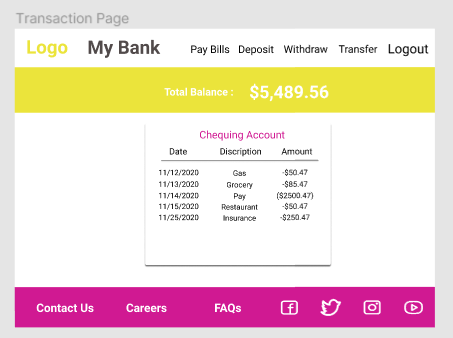 Transaction Page
Logo My Bank Pay Bills Deposit Withdraw Transfer Logout
Total Balance : $5,489.56
Chequing Account
Date Discription Amount
11/12/2020 Gas -$50.47
11/13/2020 Grocery -$85.47
11/14/2020 Pay ($2500.47)
11/15/2020 Restaurant -$50.47
11/25/2020 Insurance -$250.47
Contact Us Careers FAQs